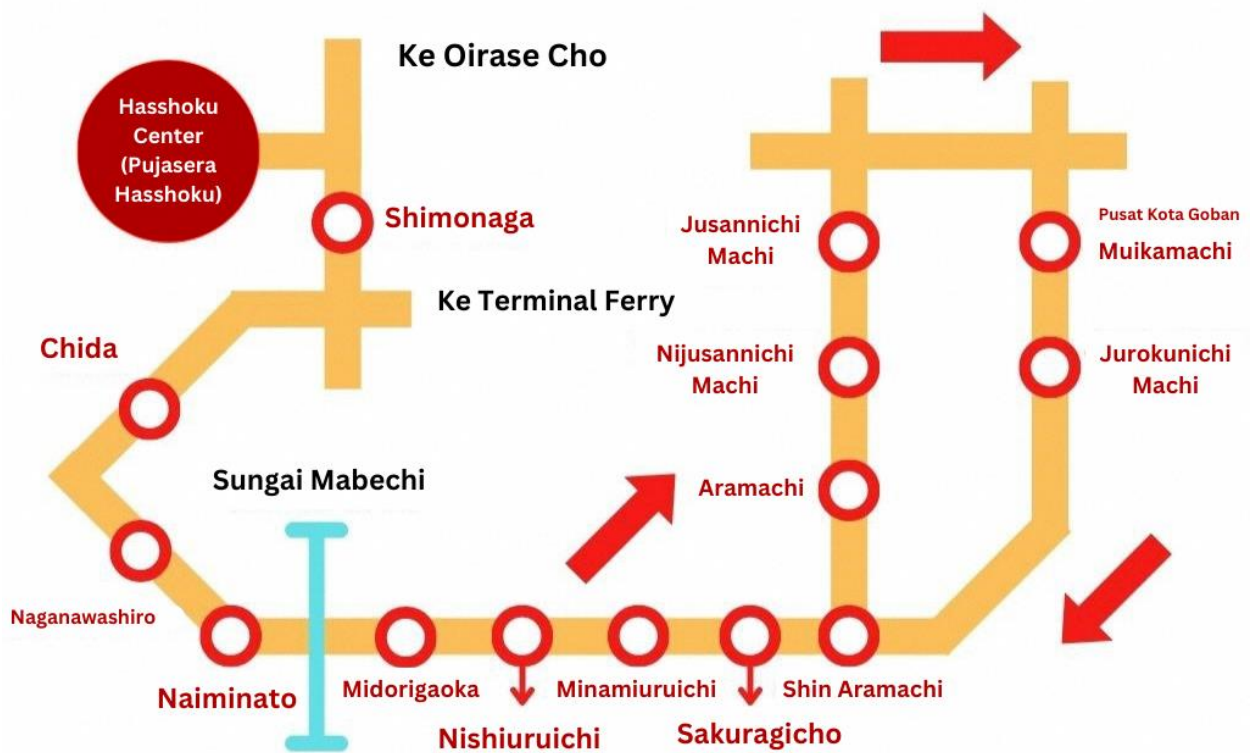 Ke Oirase Cho
Hasshoku
Center
(Pujasera
Hasshoku)
Shimonaga
Jusannichi
Machi
Pusat Kota Goban
Muikamachi
Ke Terminal Ferry
Chida
Nijusannichi
Machi
Jurokunichi
Machi
Sungai Mabechi
Aramachi
Naganawashiro
Naiminato
Midorigaoka
Nishiuruichi
Minamiuruichi
Sakuragicho
Shin Aramachi